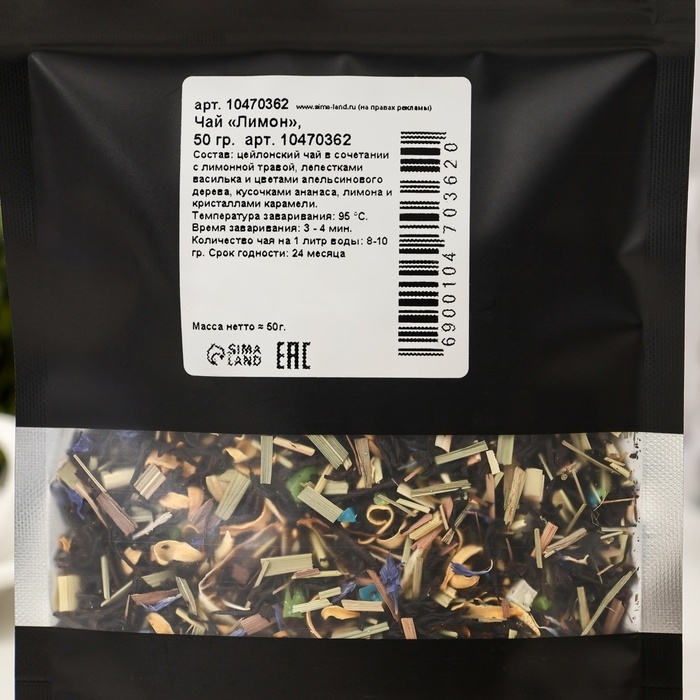 арт. 10470362 www.sima-land.ru (на правах рекламы)
Чай «Лимон»,
50 гр. арт. 10470362
Состав: цейлонский чай в сочетании
с лимонной травой, лепестками
василька и цветами апельсинового
дерева, кусочками ананаса, лимона и
кристаллами карамели.
Температура заваривания: 95 °С.
Время заваривания: 3 - 4 мин.
Количество чая на 1 литр воды: 8-10
гр. Срок годности: 24 месяца
Масса нетто ≈ 50г.
SIMA
LAND
EAC
6900104 703620